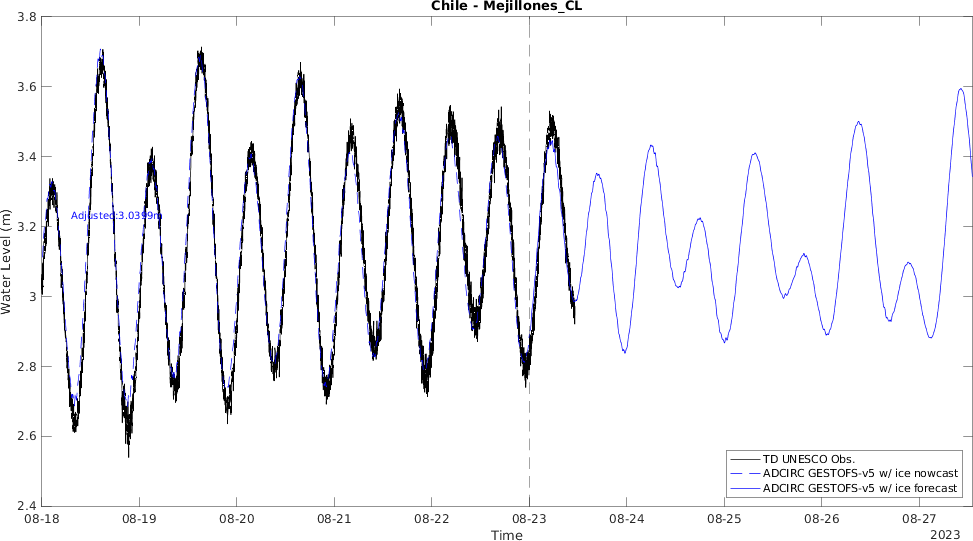 Chile - Mejillones_CL
3.8
3.6
3.4
3.2
3
2.8
2.6
2.4
Water Level (m)
Adjusted:3.0399m
TD UNESCO Obs.
ADCIRC GESTOFS-v5 w/ ice nowcast
ADCIRC GESTOFS-v5 w/ ice forecast
08-18 08-19 08-20 08-21 08-22 08-23 08-24 08-25 08-26 08-27
Time
2023